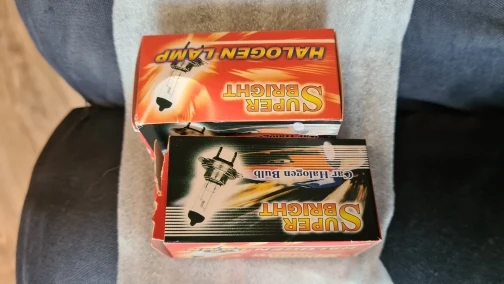 SUPER
BRIGHT
HALOGEN LAMP
SUPER
BRIGHT
Car Halogen Bulb